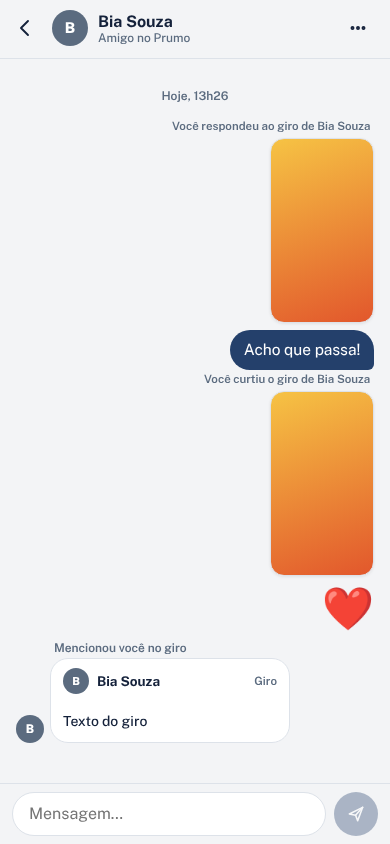 B
Bia Souza
Amigo no Prumo
Hoje, 13h26
Você respondeu ao giro de Bia Souza
Acho que passa!
Você curtiu o giro de Bia Souza
Mencionou você no giro
B
Bia Souza
Giro
Texto do giro
B
Mensagem...